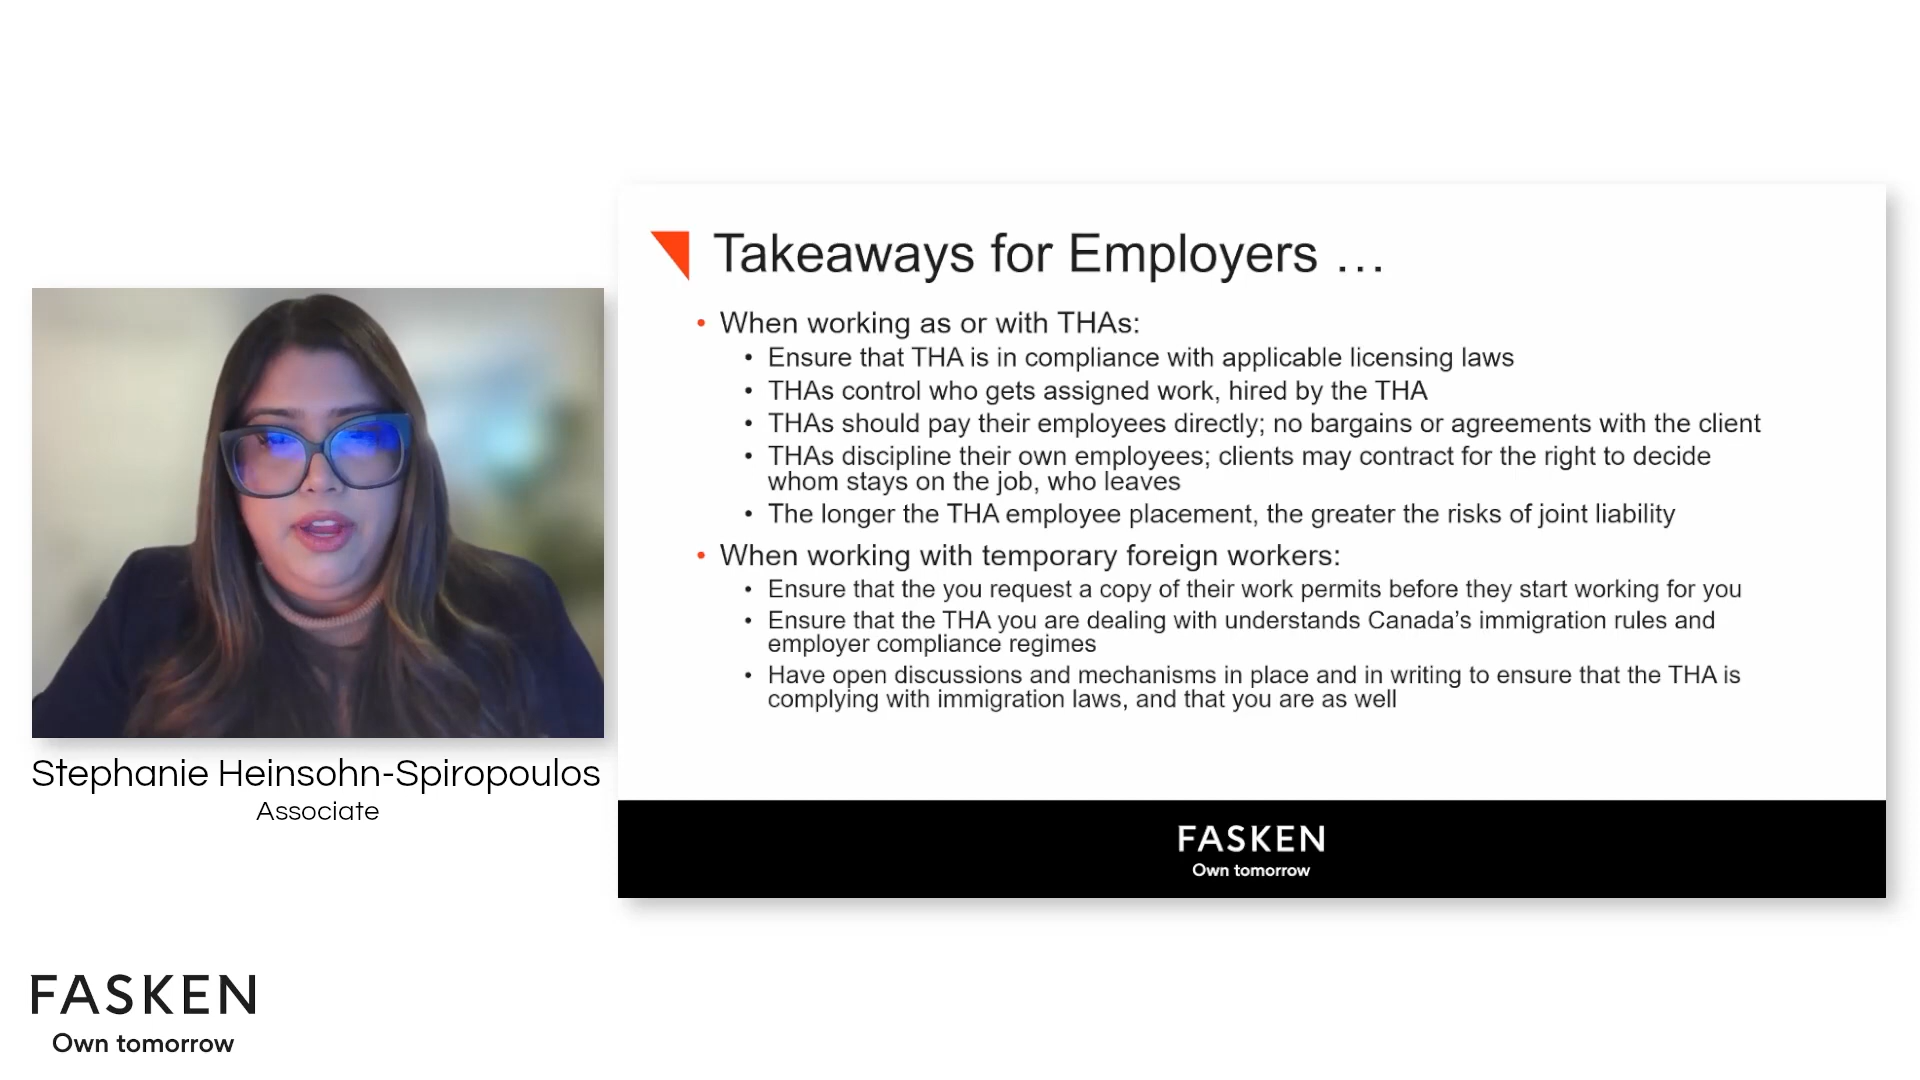 Takeaways for Employers …
• When working as or with THAs:
• Ensure that THA is in compliance with applicable licensing laws
• THAs control who gets assigned work, hired by the THA
• THAs should pay their employees directly; no bargains or agreements with the client
• THAs discipline their own employees; clients may contract for the right to decide
whom stays on the job, who leaves
• The longer the THA employee placement, the greater the risks of joint liability
• When working with temporary foreign workers:
• Ensure that the you request a copy of their work permits before they start working for you
• Ensure that the THA you are dealing with understands Canada’s immigration rules and
employer compliance regimes
• Have open discussions and mechanisms in place and in writing to ensure that the THA is
complying with immigration laws, and that you are as well
FASKEN
Own tomorrow
Stephanie Heinsohn-Spiropoulos
Associate
FASKEN
Own tomorrow